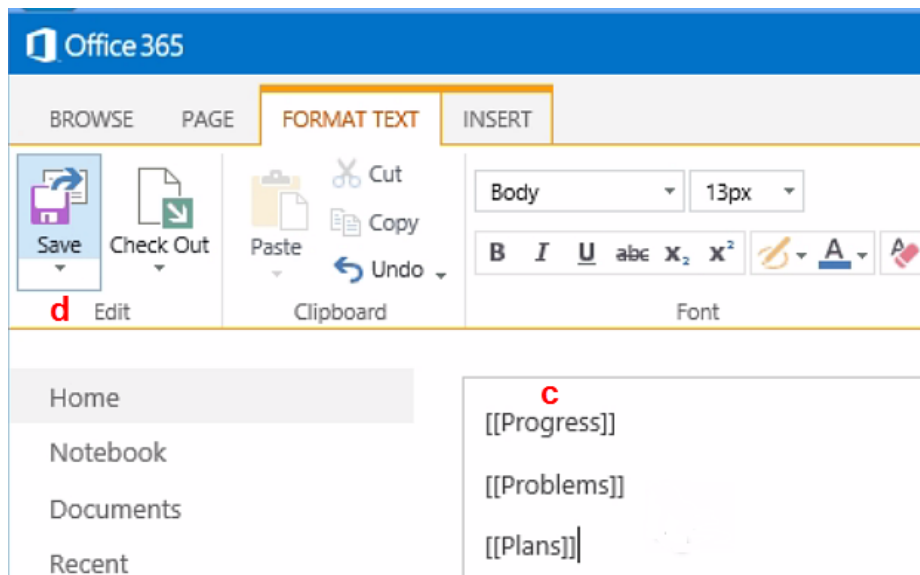 Office 365
BROWSE PAGE FORMAT TEXT INSERT
Save
Check Out
Paste
Cut
Copy
Undo
Body 13px
B I U abc X₂ X² A A
d Edit Clipboard Font
Home
Notebook
Documents
Recent
c
[[Progress]]
[[Problems]]
[[Plans]]